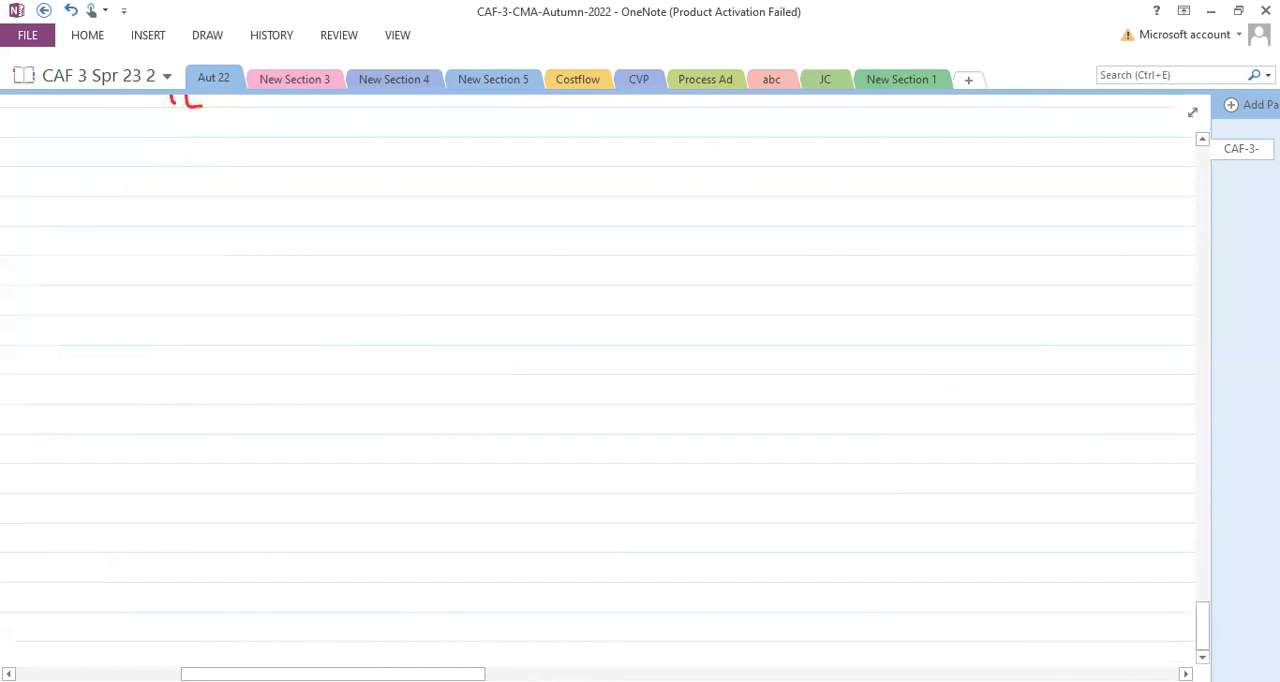 CAF-3-CMA-Autumn-2022 - OneNote (Product Activation Failed)
FILE HOME INSERT DRAW HISTORY REVIEW VIEW Microsoft account
CAF 3 Spr 23 2 Aut 22 New Section 3 New Section 4 New Section 5 Costflow CVP Process Ad abc JC New Section 1 Search (Ctrl+E)
Add Pa
CAF-3-